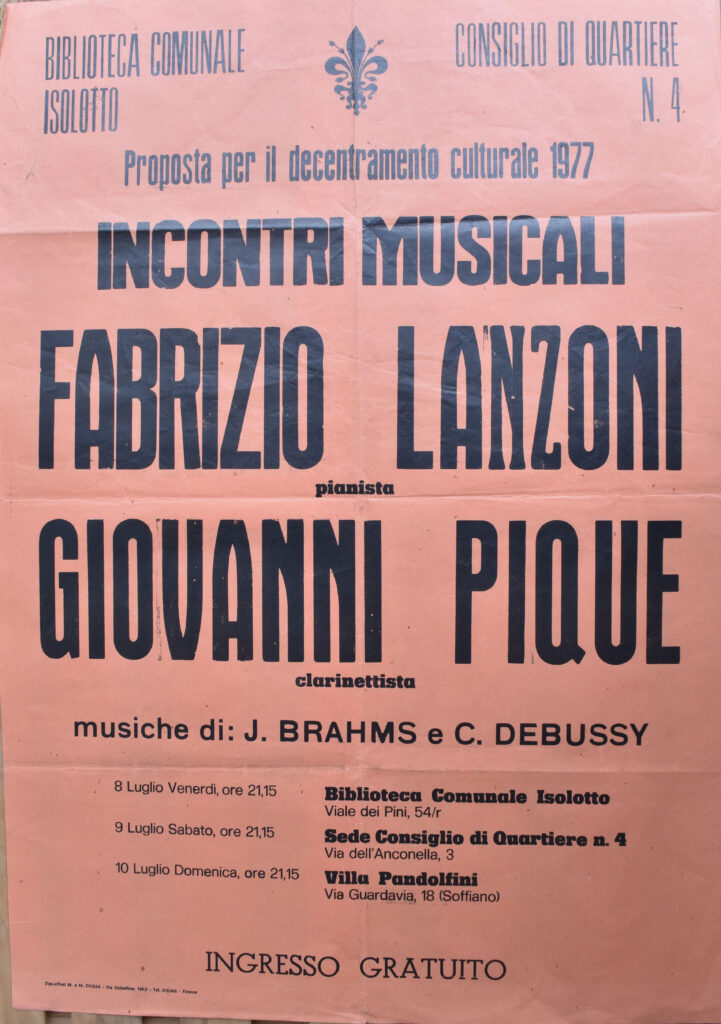 BIBLIOTECA COMUNALE
ISOLOTTO
CONSIGLIO DI QUARTIERE
N. 4
Proposta per il decentramento culturale 1977
INCONTRI MUSICALI
FABRIZIO LANZONI
pianista
GIOVANNI PIQUE
clarinettista
musiche di: J. BRAHMS e C. DEBUSSY
8 Luglio Venerdì, ore 21,15
Biblioteca Comunale Isolotto
Viale dei Pini, 54/r
9 Luglio Sabato, ore 21,15
Sede Consiglio di Quartiere n. 4
Via dell'Anconella, 3
10 Luglio Domenica, ore 21,15
Villa Pandolfini
Via Guardavia, 18 (Soffiano)
INGRESSO GRATUITO